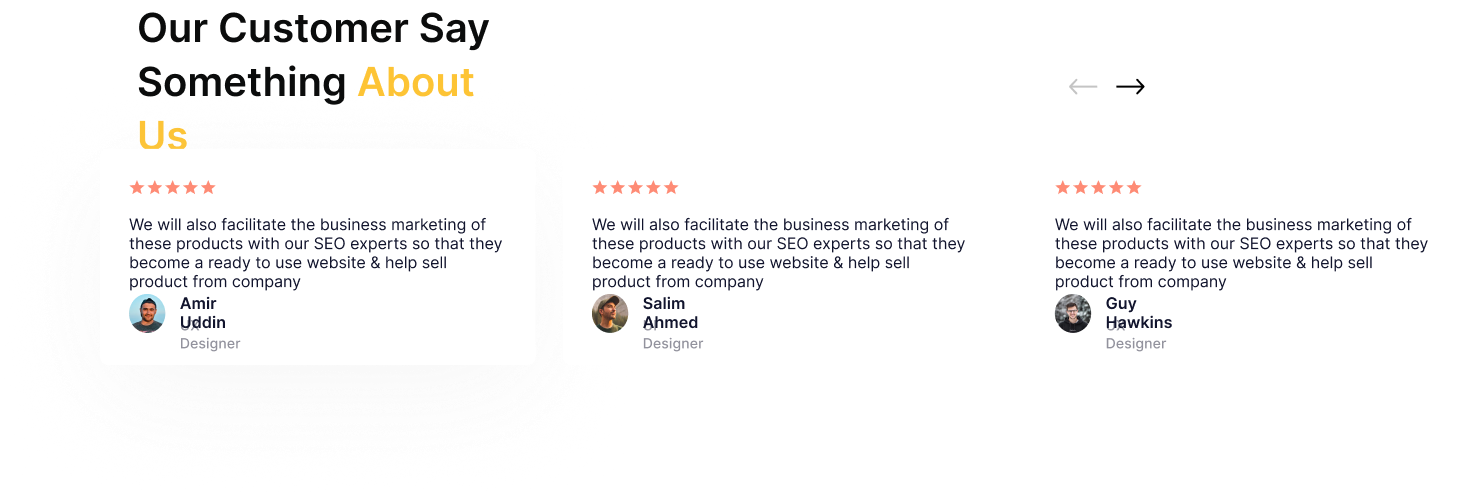 Our Customer Say
Something About
Us
We will also facilitate the business marketing of
these products with our SEO experts so that they
become a ready to use website & help sell
product from company
Amir
Uddin
UX
Designer
We will also facilitate the business marketing of
these products with our SEO experts so that they
become a ready to use website & help sell
product from company
Salim
Ahmed
UI
Designer
We will also facilitate the business marketing of
these products with our SEO experts so that they
become a ready to use website & help sell
product from company
Guy
Hawkins
UX
Designer